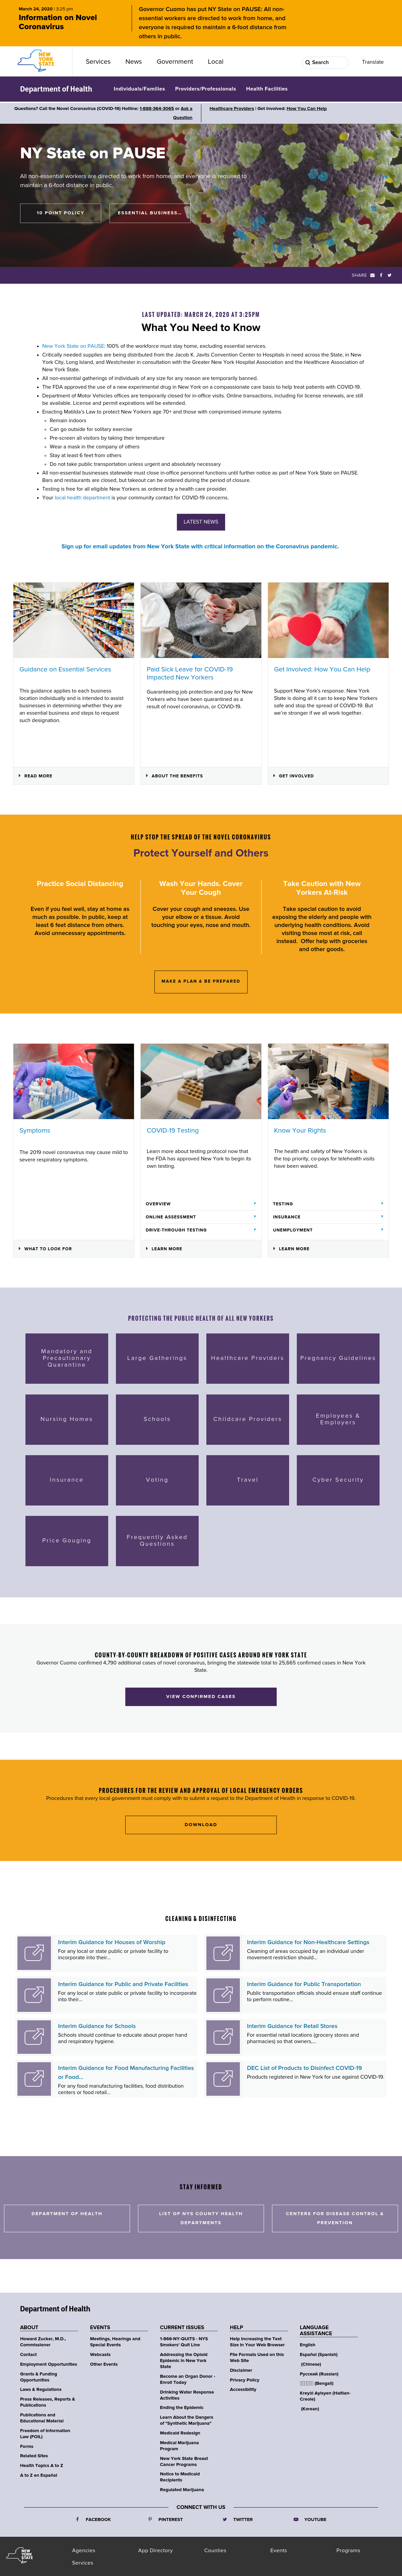 March 24, 2020 | 3:25 pm
Information on Novel
Coronavirus
Governor Cuomo has put NY State on PAUSE: All non-
essential workers are directed to work from home, and
everyone is required to maintain a 6-foot distance from
others in public.
NEW
YORK
STATE
Services
News
Government
Local
Search
Translate
Department of Health
Individuals/Families
Providers/Professionals
Health Facilities
Questions? Call the Novel Coronavirus (COVID-19) Hotline: 1-888-364-3065 or Ask a
Question
Healthcare Providers | Get Involved: How You Can Help
NY State on PAUSE
All non-essential workers are directed to work from home, and everyone is required to
maintain a 6-foot distance in public.
10 POINT POLICY
ESSENTIAL BUSINESS...
SHARE
LAST UPDATED: MARCH 24, 2020 AT 3:25PM
What You Need to Know
• New York State on PAUSE: 100% of the workforce must stay home, excluding essential services.
• Critically needed supplies are being distributed from the Jacob K. Javits Convention Center to Hospitals in need across the state, in New
York City, Long Island, and Westchester in consultation with the Greater New York Hospital Association and the Healthcare Association of
New York State.
• All non-essential gatherings of individuals of any size for any reason are temporarily banned.
• The FDA approved the use of a new experimental drug in New York on a compassionate care basis to help treat patients with COVID-19.
• Department of Motor Vehicles offices are temporarily closed for in-office visits. Online transactions, including for license renewals, are still
be available. License and permit expirations will be extended.
• Enacting Matilda's Law to protect New Yorkers age 70+ and those with compromised immune systems
Remain indoors
Can go outside for solitary exercise
Pre-screen all visitors by taking their temperature
Wear a mask in the company of others
Stay at least 6 feet from others
Do not take public transportation unless urgent and absolutely necessary
• All non-essential businesses statewide must close in-office personnel functions until further notice as part of New York State on PAUSE.
Bars and restaurants are closed, but takeout can be ordered during the period of closure.
• Testing is free for all eligible New Yorkers as ordered by a health care provider.
• Your local health department is your community contact for COVID-19 concerns.
LATEST NEWS
Sign up for email updates from New York State with critical information on the Coronavirus pandemic.
Guidance on Essential Services
This guidance applies to each business
location individually and is intended to assist
businesses in determining whether they are
an essential business and steps to request
such designation.
READ MORE
Paid Sick Leave for COVID-19
Impacted New Yorkers
Guaranteeing job protection and pay for New
Yorkers who have been quarantined as a
result of novel coronavirus, or COVID-19.
ABOUT THE BENEFITS
Get Involved: How You Can Help
Support New York's response. New York
State is doing all it can to keep New Yorkers
safe and stop the spread of COVID-19. But
we're stronger if we all work together.
GET INVOLVED
HELP STOP THE SPREAD OF THE NOVEL CORONAVIRUS
Protect Yourself and Others
Practice Social Distancing
Even if you feel well, stay at home as
much as possible. In public, keep at
least 6 feet distance from others.
Avoid unnecessary appointments.
Wash Your Hands. Cover
Your Cough
Cover your cough and sneezes. Use
your elbow or a tissue. Avoid
touching your eyes, nose and mouth.
Take Caution with New
Yorkers At-Risk
Take special caution to avoid
exposing the elderly and people with
underlying health conditions. Avoid
visiting those most at risk, call
instead. Offer help with groceries
and other goods.
MAKE A PLAN & BE PREPARED
Symptoms
The 2019 novel coronavirus may cause mild to
severe respiratory symptoms.
WHAT TO LOOK FOR
COVID-19 Testing
Learn more about testing protocol now that
the FDA has approved New York to begin its
own testing.
OVERVIEW
ONLINE ASSESSMENT
DRIVE-THROUGH TESTING
LEARN MORE
Know Your Rights
The health and safety of New Yorkers is
the top priority, co-pays for telehealth visits
have been waived.
TESTING
INSURANCE
UNEMPLOYMENT
LEARN MORE
PROTECTING THE PUBLIC HEALTH OF ALL NEW YORKERS
Mandatory and
Precautionary
Quarantine
Large Gatherings
Healthcare Providers
Pregnancy Guidelines
Nursing Homes
Schools
Childcare Providers
Employees &
Employers
Insurance
Voting
Travel
Cyber Security
Price Gouging
Frequently Asked
Questions
COUNTY-BY-COUNTY BREAKDOWN OF POSITIVE CASES AROUND NEW YORK STATE
Governor Cuomo confirmed 4,790 additional cases of novel coronavirus, bringing the statewide total to 25,665 confirmed cases in New York
State.
VIEW CONFIRMED CASES
PROCEDURES FOR THE REVIEW AND APPROVAL OF LOCAL EMERGENCY ORDERS
Procedures that every local government must comply with to submit a request to the Department of Health in response to COVID-19.
DOWNLOAD
CLEANING & DISINFECTING
Interim Guidance for Houses of Worship
For any local or state public or private facility to
incorporate into their...
Interim Guidance for Non-Healthcare Settings
Cleaning of areas occupied by an individual under
movement restriction should...
Interim Guidance for Public and Private Facilities
For any local or state public or private facility to incorporate
into their...
Interim Guidance for Public Transportation
Public transportation officials should ensure staff continue
to perform routine...
Interim Guidance for Schools
Schools should continue to educate about proper hand
and respiratory hygiene.
Interim Guidance for Retail Stores
For essential retail locations (grocery stores and
pharmacies) so that owners,...
Interim Guidance for Food Manufacturing Facilities
or Food...
For any food manufacturing facilities, food distribution
centers or food retail...
DEC List of Products to Disinfect COVID-19
Products registered in New York for use against COVID-19.
STAY INFORMED
DEPARTMENT OF HEALTH
LIST OF NYS COUNTY HEALTH
DEPARTMENTS
CENTERS FOR DISEASE CONTROL &
PREVENTION
Department of Health
ABOUT
Howard Zucker, M.D.,
Commissioner
Contact
Employment Opportunities
Grants & Funding
Opportunities
Laws & Regulations
Press Releases, Reports &
Publications
Publications and
Educational Material
Freedom of Information
Law (FOIL)
Forms
Related Sites
Health Topics A to Z
A to Z en Español
EVENTS
Meetings, Hearings and
Special Events
Webcasts
Other Events
CURRENT ISSUES
1-866-NY-QUITS - NYS
Smokers' Quit Line
Addressing the Opioid
Epidemic in New York
State
Become an Organ Donor -
Enroll Today
Drinking Water Response
Activities
Ending the Epidemic
Learn About the Dangers
of "Synthetic Marijuana"
Medicaid Redesign
Medical Marijuana
Program
New York State Breast
Cancer Programs
Notice to Medicaid
Recipients
Regulated Marijuana
HELP
Help Increasing the Text
Size in Your Web Browser
File Formats Used on this
Web Site
Disclaimer
Privacy Policy
Accessibility
LANGUAGE
ASSISTANCE
English
Español (Spanish)
(Chinese)
Русский (Russian)
(Bengali)
Kreyòl Ayisyen (Haitian-
Creole)
(Korean)
CONNECT WITH US
FACEBOOK
PINTEREST
TWITTER
YOUTUBE
NEW
YORK
STATE
Agencies
App Directory
Counties
Events
Programs
Services